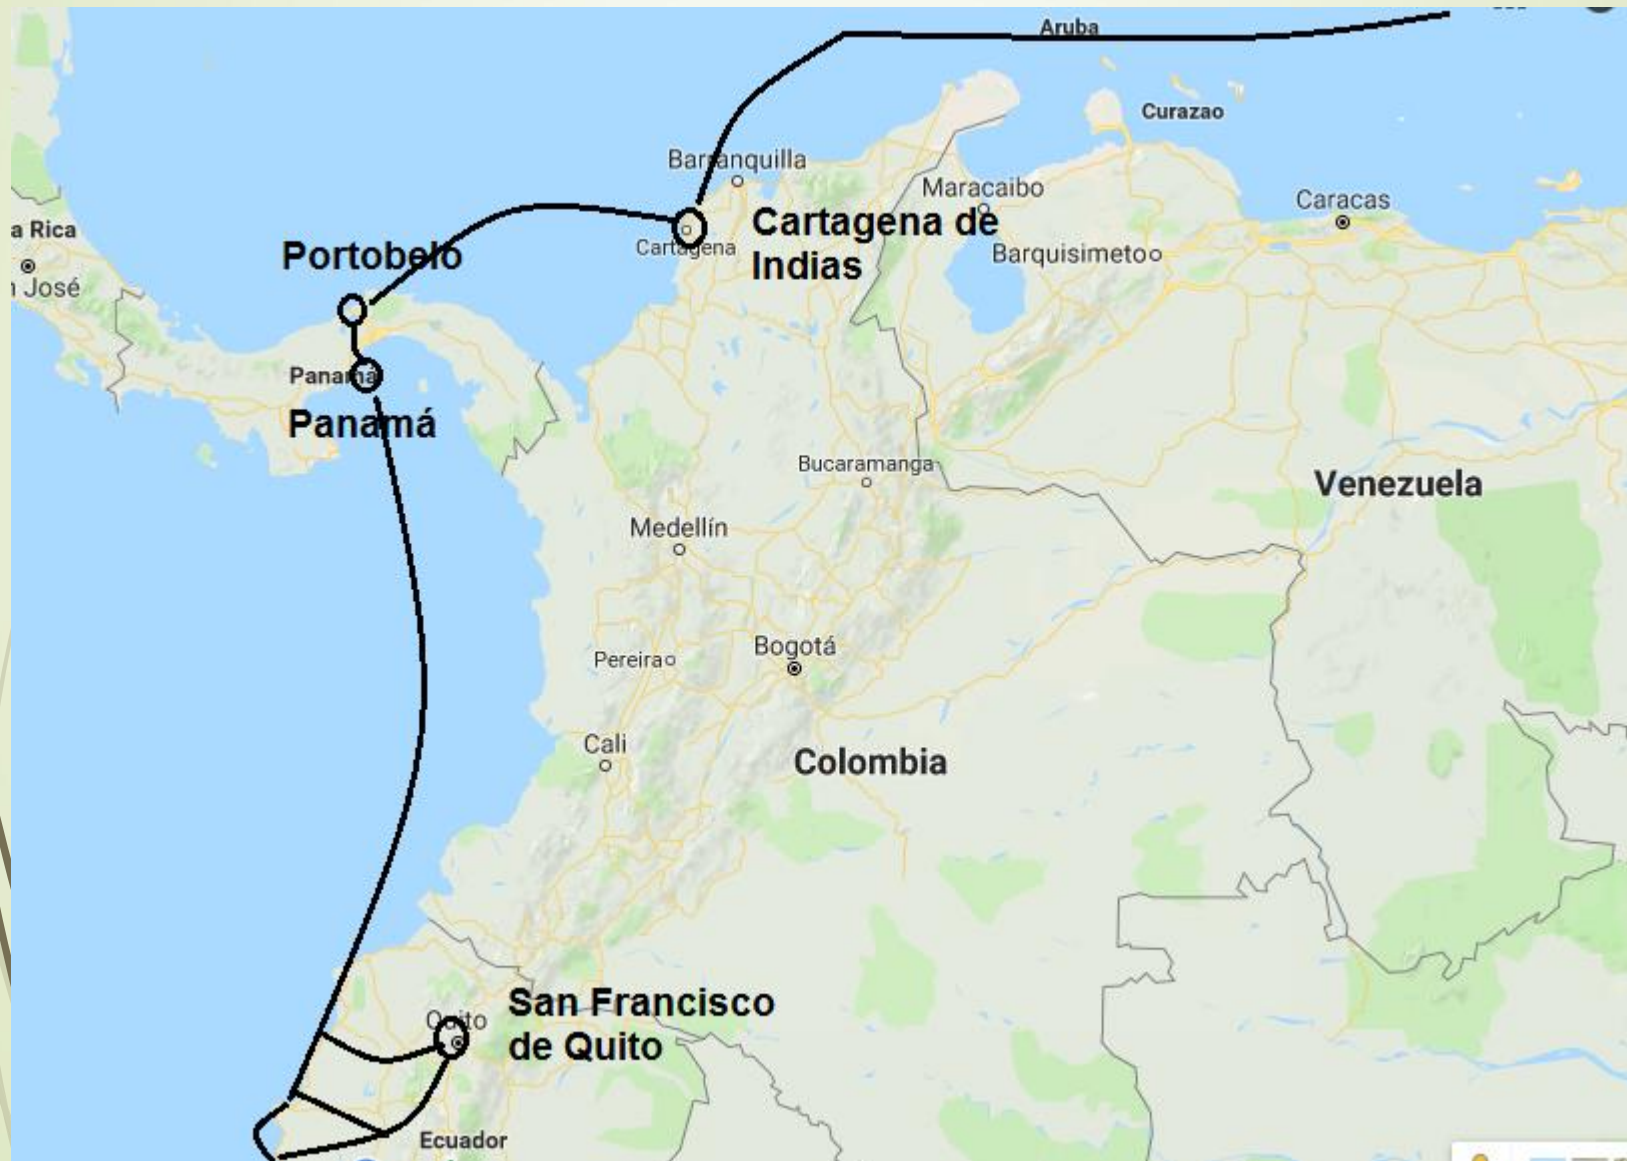 Aruba
Curazao
Barranquilla
Maracaibo
Caracas
Cartagena de
Indias
Cartagena
a Rica
Portobelo
Barquisimeto
José
Panamá
Panamá
Bucaramanga
Venezuela
Medellín
Bogotá
Pereira
Cali
Colombia
San Francisco
de Quito
Quito
Ecuador